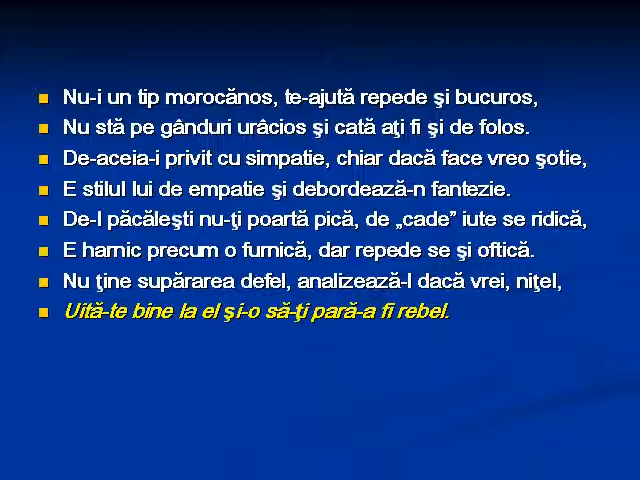 Nu-i un tip morocănos, te-ajută repede şi bucuros,
Nu stă pe gânduri urâcios şi cată aţi fi şi de folos.
De-aceia-i privit cu simpatie, chiar dacă face vreo şotie,
E stilul lui de empatie şi debordează-n fantezie.
De-l păcăleşti nu-ţi poartă pică, de „cade” iute se ridică,
E harnic precum o furnică, dar repede se şi oftică.
Nu ţine supărarea defel, analizează-l dacă vrei, niţel,
Uită-te bine la el şi-o să-ţi pară-a fi rebel.